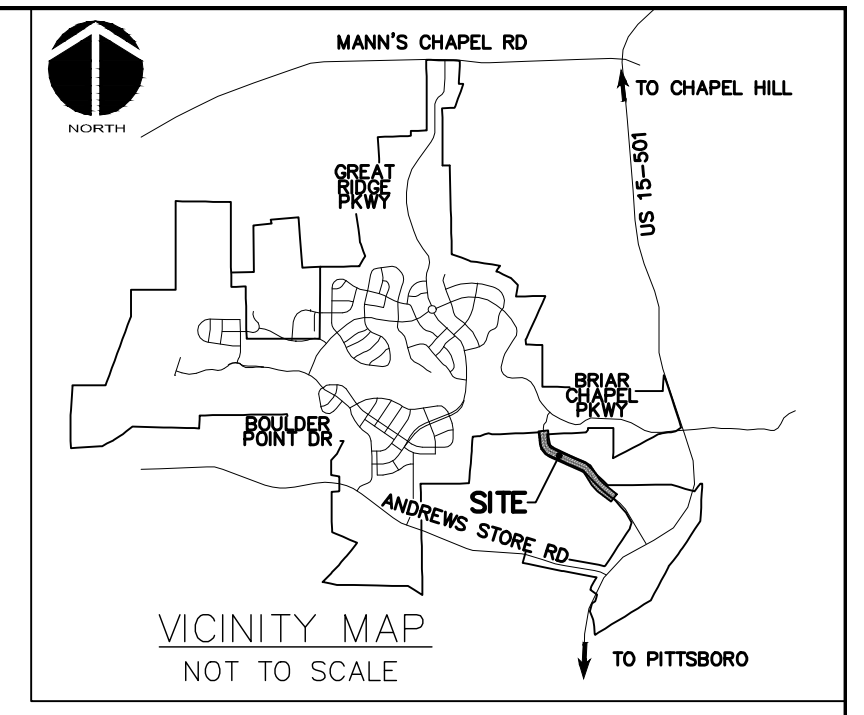 MANN'S CHAPEL RD
TO CHAPEL HILL
NORTH
US 15-501
GREAT
RIDGE
PKWY
BRIAR
CHAPEL
PKWY
BOULDER
POINT DR
SITE
ANDREWS STORE RD
VICINITY MAP
NOT TO SCALE
TO PITTSBORO